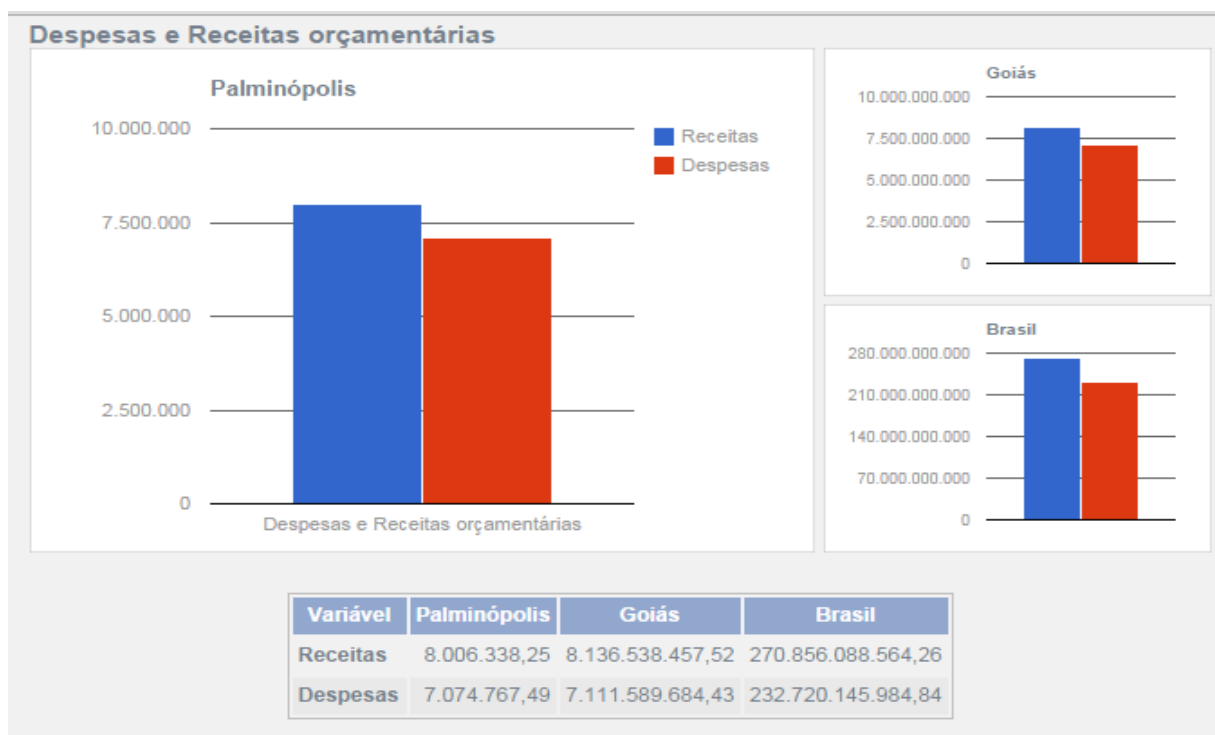 Despesas e Receitas orçamentárias
Palminópolis
10.000.000
7.500.000
5.000.000
2.500.000
0
Despesas e Receitas orçamentárias
Receitas
Despesas
Goiás
10.000.000.000
7.500.000.000
5.000.000.000
2.500.000.000
0
Brasil
280.000.000.000
210.000.000.000
140.000.000.000
70.000.000.000
0
Variável Palminópolis Goiás Brasil
Receitas 8.006.338,25 8.136.538.457,52 270.856.088.564,26
Despesas 7.074.767,49 7.111.589.684,43 232.720.145.984,84